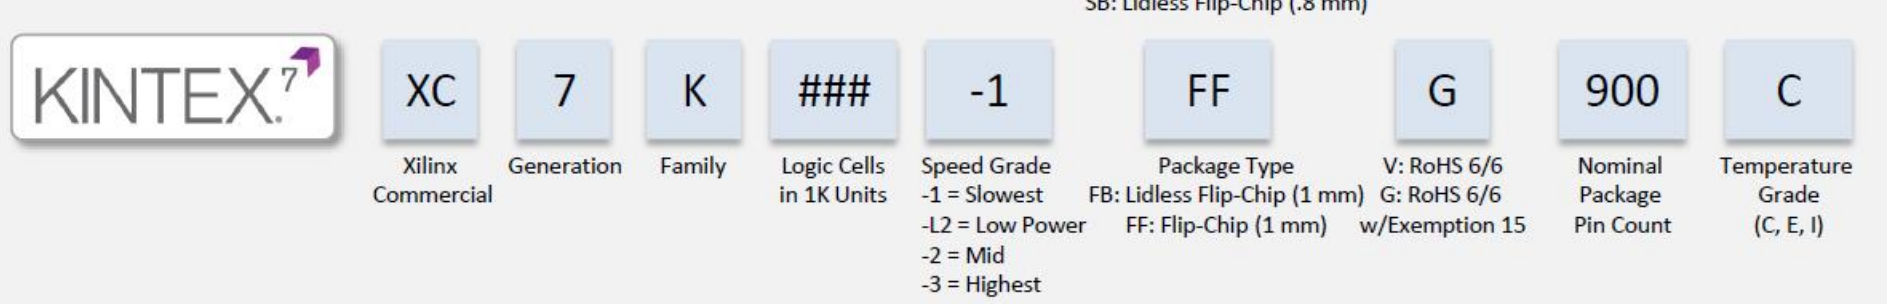 SB: Lidless Flip-Chip (.8 mm)
KINTEX.7 XC 7 K ### -1 FF G 900 C
Xilinx Generation Family Logic Cells Speed Grade Package Type V: RoHS 6/6 Nominal Temperature
Commercial in 1K Units -1 = Slowest FB: Lidless Flip-Chip (1 mm) G: RoHS 6/6 Package Grade
-L2 = Low Power FF: Flip-Chip (1 mm) w/Exemption 15 Pin Count (C, E, I)
-2 = Mid
-3 = Highest